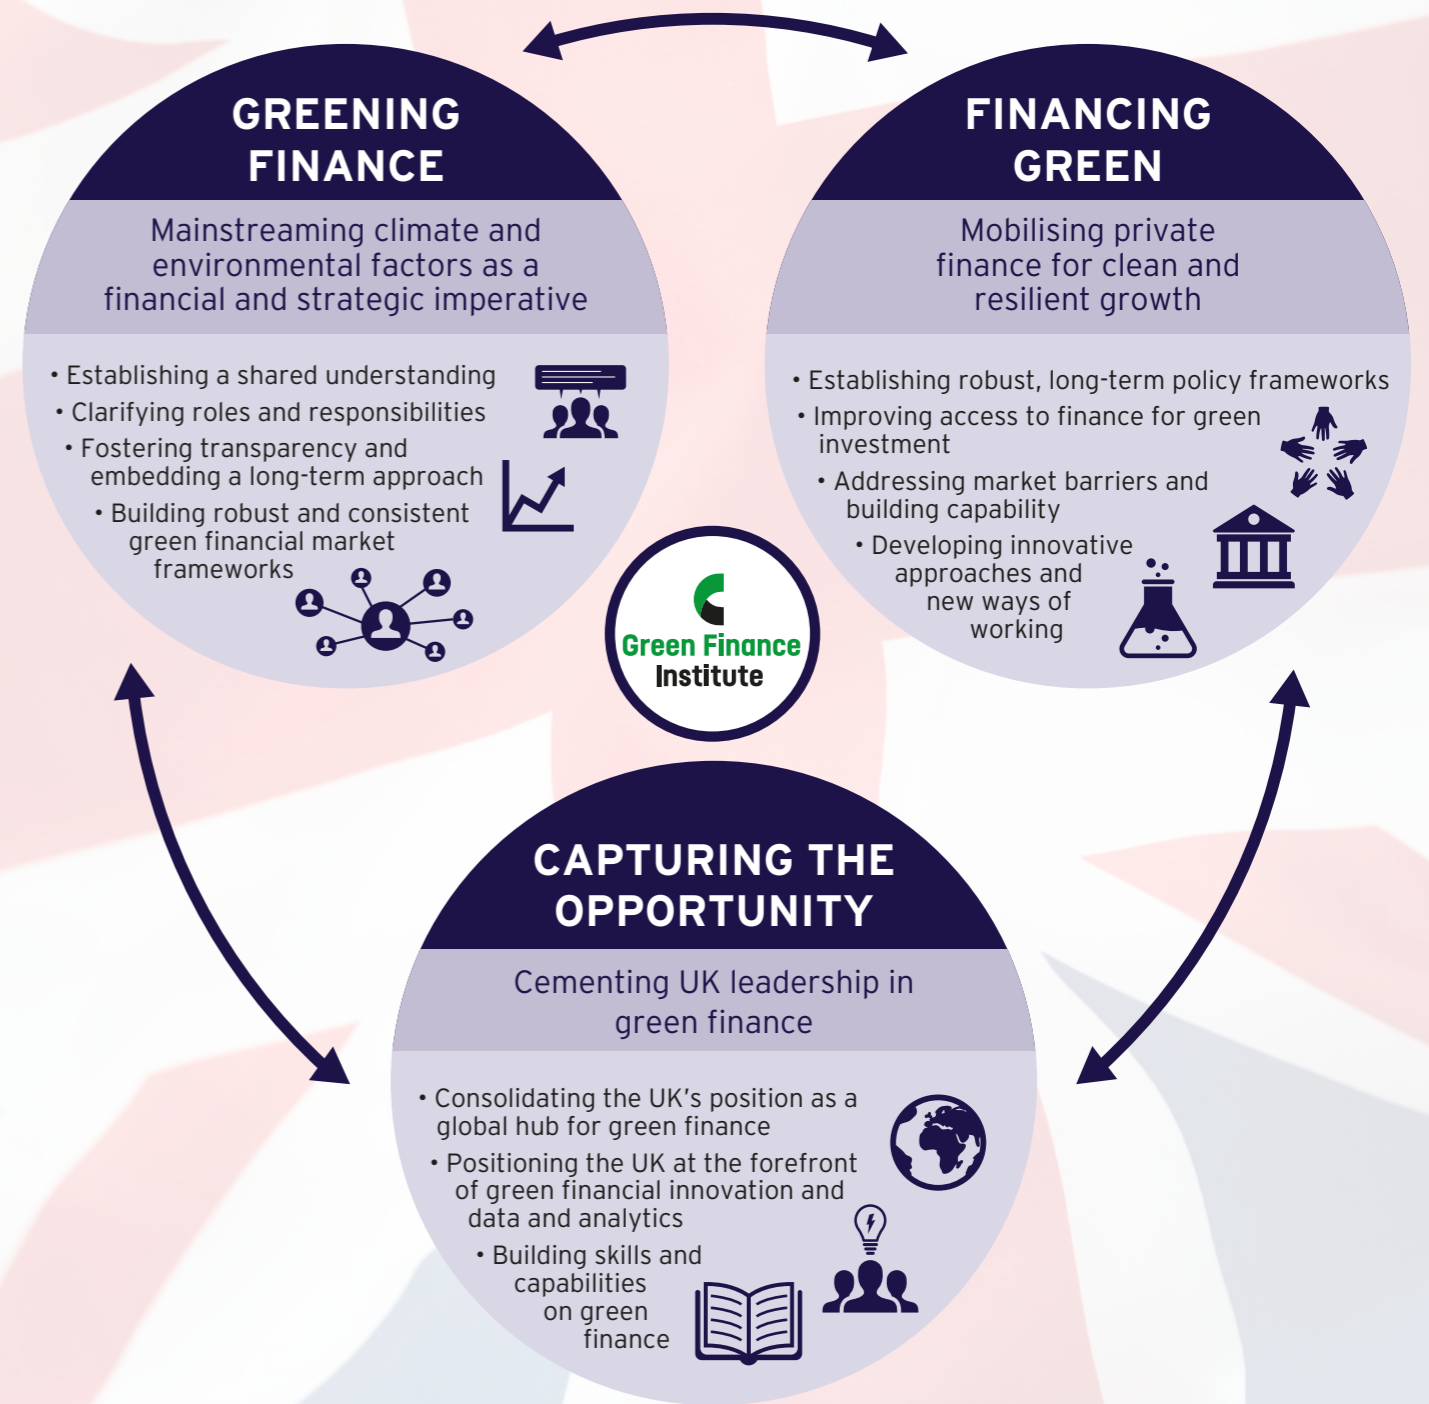 GREENING
FINANCE
Mainstreaming climate and
environmental factors as a
financial and strategic imperative
• Establishing a shared understanding
• Clarifying roles and responsibilities
• Fostering transparency and
embedding a long-term approach
• Building robust and consistent
green financial market
frameworks
FINANCING
GREEN
Mobilising private
finance for clean and
resilient growth
• Establishing robust, long-term policy frameworks
• Improving access to finance for green
investment
• Addressing market barriers and
building capability
• Developing innovative
approaches and
new ways of
working
Green Finance
Institute
CAPTURING THE
OPPORTUNITY
Cementing UK leadership in
green finance
• Consolidating the UK’s position as a
global hub for green finance
• Positioning the UK at the forefront
of green financial innovation and
data and analytics
• Building skills and
capabilities
on green
finance